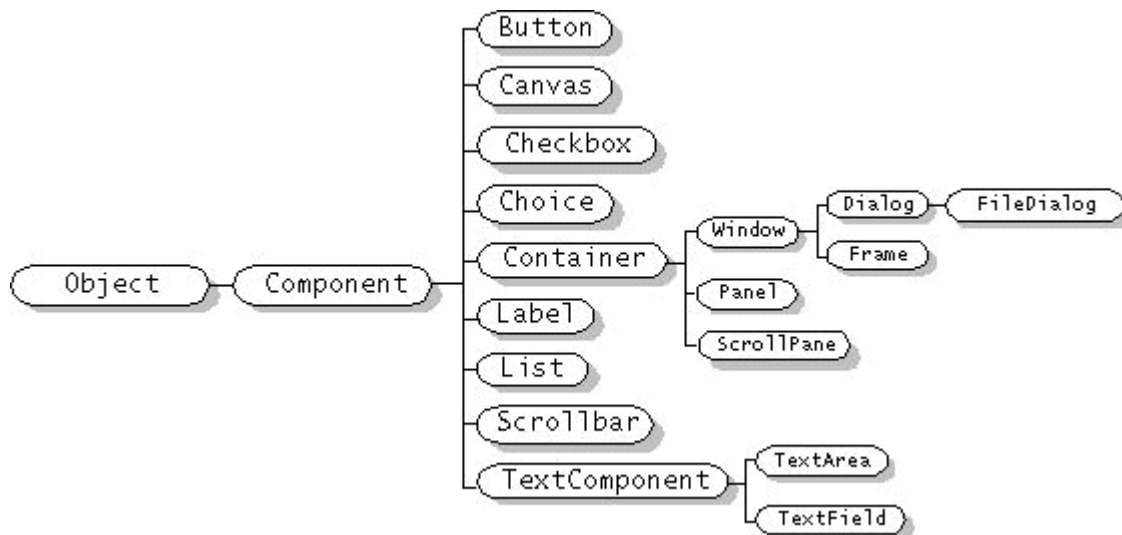 Button
Canvas
Checkbox
Choice
Dialog
FileDialog
Window
Container
Frame
Object
Component
Panel
Label
ScrollPane
List
Scrollbar
TextArea
TextComponent
TextField